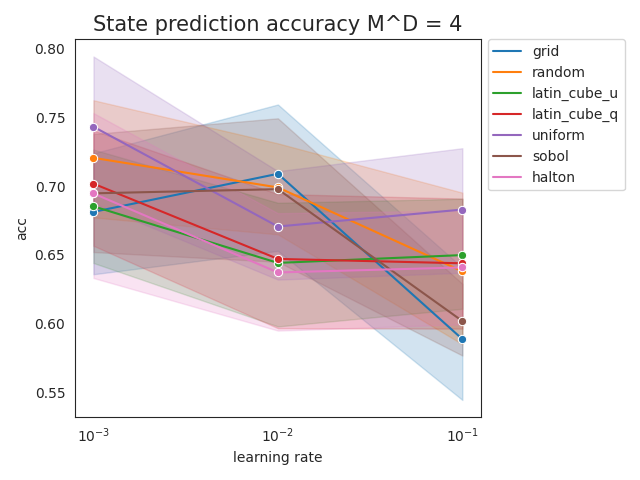 State prediction accuracy M^D = 4
0.80
0.75
0.70
0.65
0.60
0.55
acc
10⁻³
10⁻²
10⁻¹
learning rate
grid
random
latin_cube_u
latin_cube_q
uniform
sobol
halton